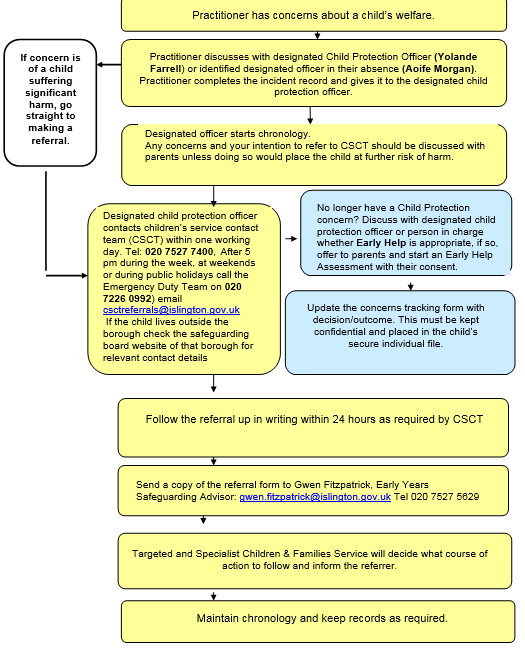 Practitioner has concerns about a child's welfare.
If concern is
of a child
suffering
significant
harm, go
straight to
making a
referral.
Practitioner discusses with designated Child Protection Officer (Yolande
Farrell) or identified designated officer in their absence (Aoife Morgan).
Practitioner completes the incident record and gives it to the designated child
protection officer.
Designated officer starts chronology.
Any concerns and your intention to refer to CSCT should be discussed with
parents unless doing so would place the child at further risk of harm.
Designated child protection officer
contacts children's service contact
team (CSCT) within one working
day. Tel: 020 7527 7400, After 5
pm during the week, at weekends
or during public holidays call the
Emergency Duty Team on 020
7226 0992) email
csctreferrals@islington.gov.uk
If the child lives outside the
borough check the safeguarding
board website of that borough for
relevant contact details
No longer have a Child Protection
concern? Discuss with designated child
protection officer or person in charge
whether Early Help is appropriate, if so,
offer to parents and start an Early Help
Assessment with their consent.
Update the concerns tracking form with
decision/outcome. This must be kept
confidential and placed in the child's
secure individual file.
Follow the referral up in writing within 24 hours as required by CSCT
Send a copy of the referral form to Gwen Fitzpatrick, Early Years
Safeguarding Advisor: gwen.fitzpatrick@islington.gov.uk Tel 020 7527 5629
Targeted and Specialist Children & Families Service will decide what course of
action to follow and inform the referrer.
Maintain chronology and keep records as required.